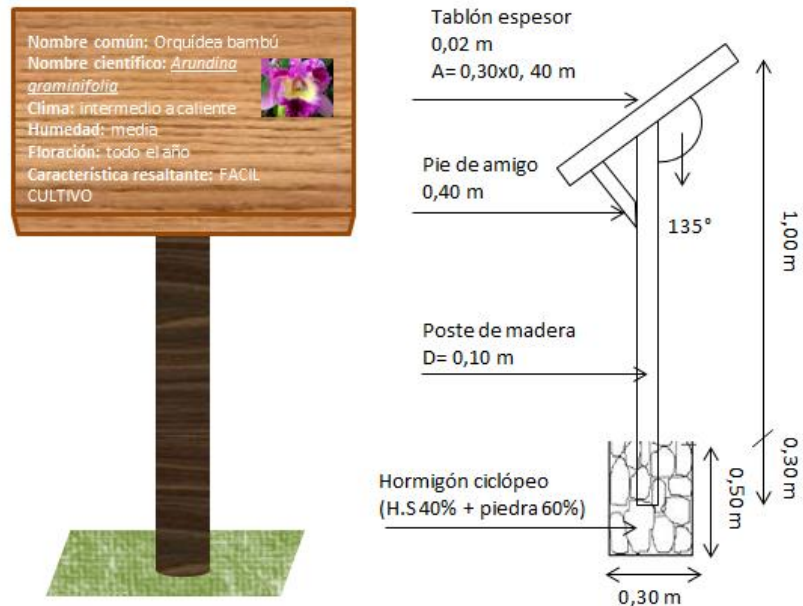 Nombre común: Orquídea bambú
Nombre científico: Arundina
graminifolia
Clima: intermedio a caliente
Humedad: media
Floración: todo el año
Característica resaltante: FACIL
CULTIVO
Tablón espesor
0,02 m
A= 0,30x0, 40 m
Pie de amigo
0,40 m
135°
1,00 m
Poste de madera
D= 0,10 m
0,30 m
Hormigón ciclópeo
(H.S 40% + piedra 60%)
0,50 m
0,30 m